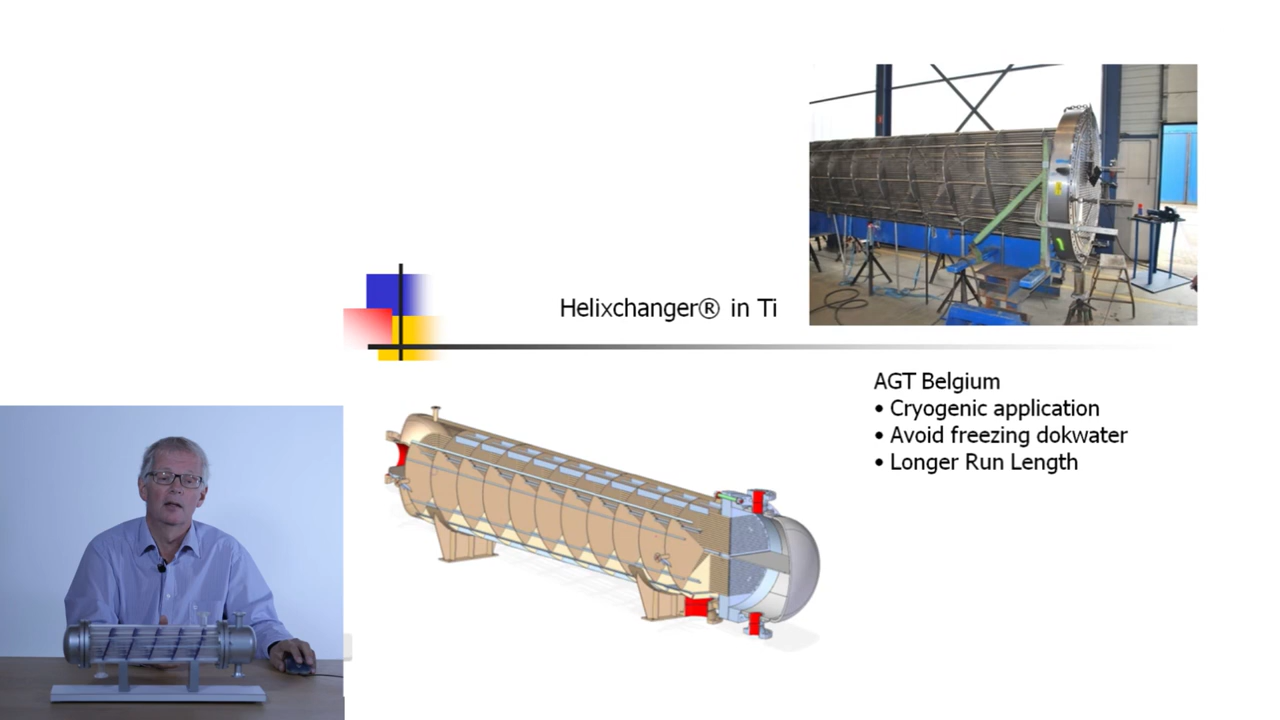 Helixchanger® in Ti
AGT Belgium
• Cryogenic application
• Avoid freezing dokwater
• Longer Run Length